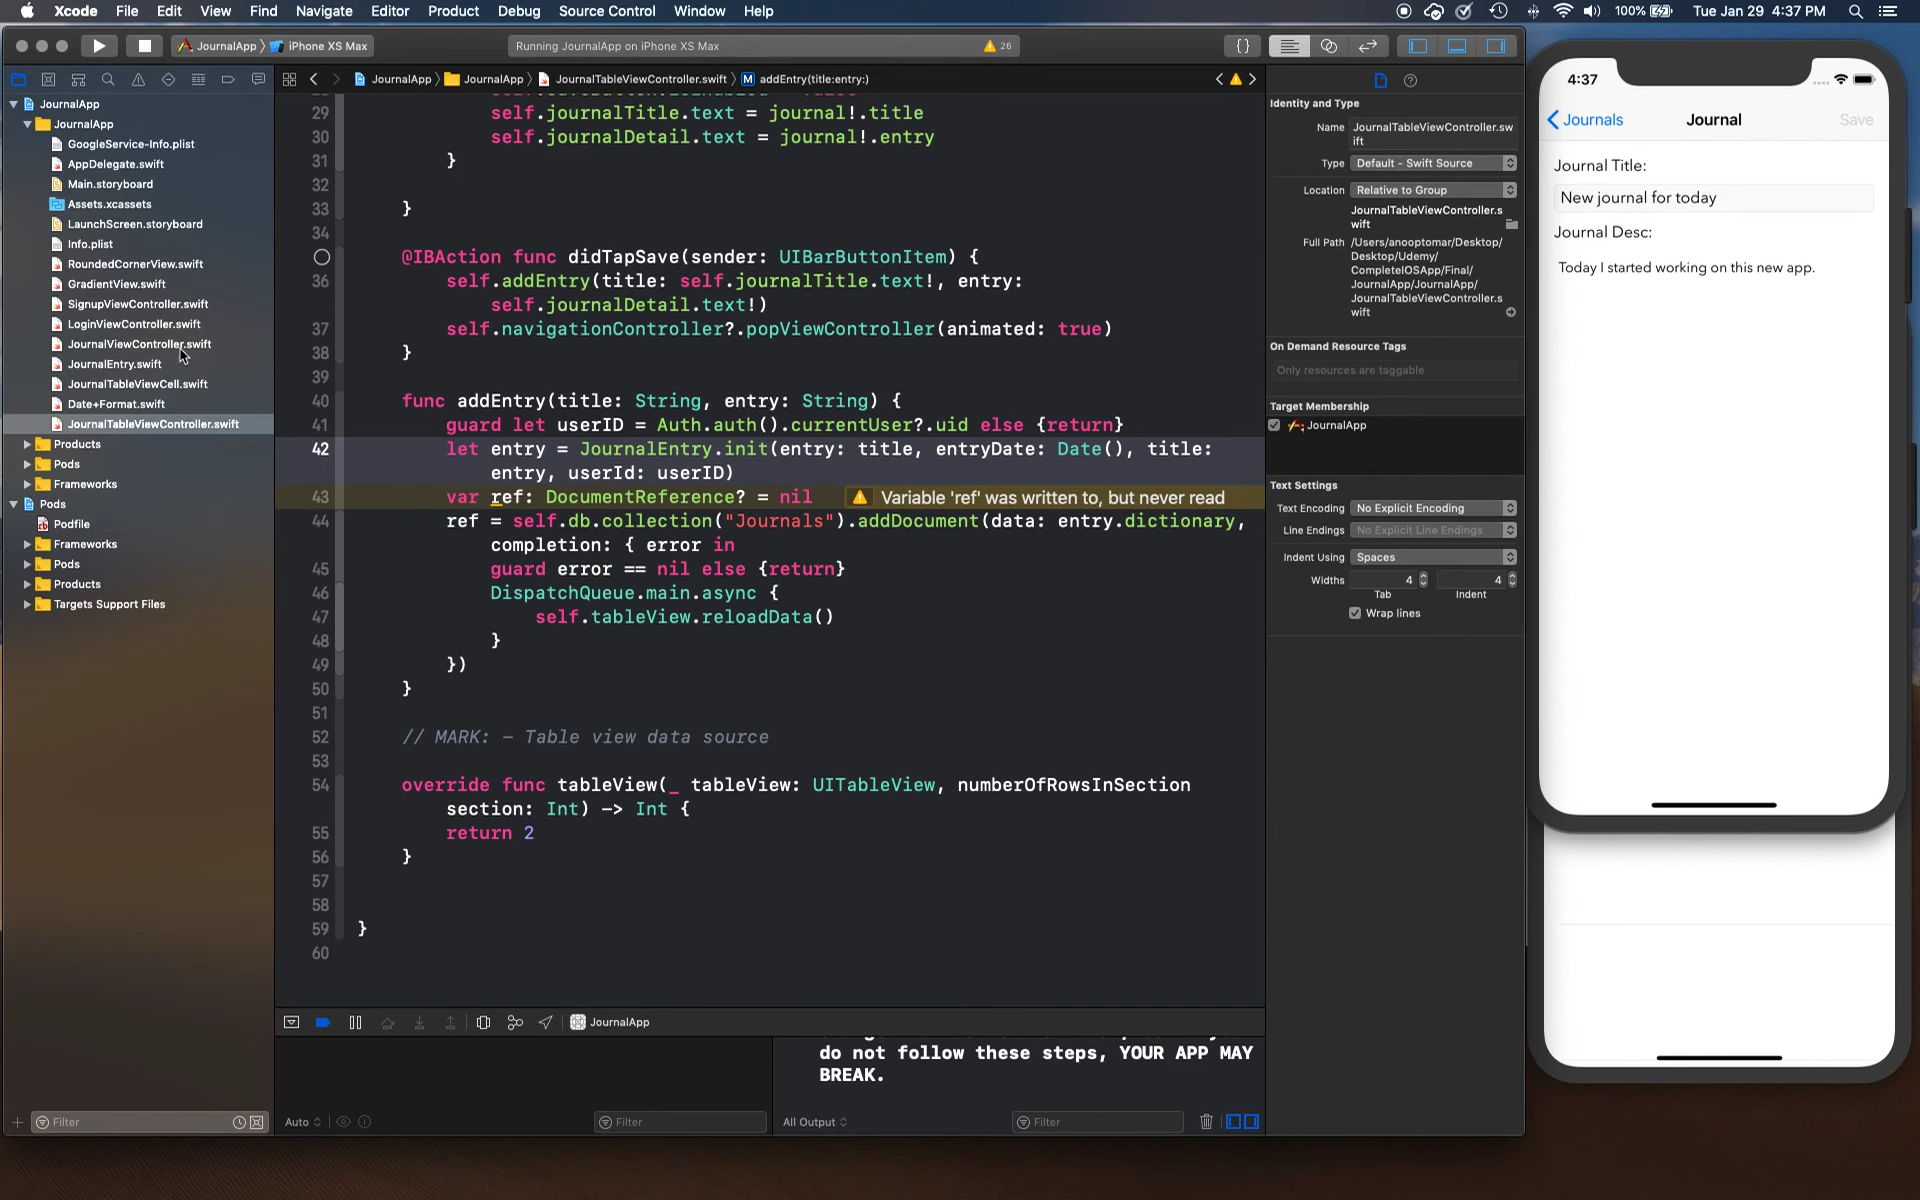 Xcode File Edit View Find Navigate Editor Product Debug Source Control Window Help
100% Tue Jan 29 4:37 PM
JournalApp 〉 iPhone XS Max
Running JournalApp on iPhone XS Max
26
JournalApp
JournalApp
GoogleService-Info.plist
AppDelegate.swift
Main.storyboard
Assets.xcassets
LaunchScreen.storyboard
Info.plist
RoundedCornerView.swift
GradientView.swift
SignupViewController.swift
LoginViewController.swift
JournalViewController.swift
JournalEntry.swift
JournalTableViewCell.swift
Date+Format.swift
JournalTableViewController.swift
Products
Pods
Frameworks
Pods
Podfile
Frameworks
Pods
Products
Targets Support Files
Filter
JournalApp 〉 JournalApp 〉 JournalTableViewController.swift 〉 M addEntry(title:entry:)
29 self.journalTitle.text = journal!.title
30 self.journalDetail.text = journal!.entry
31 }
32
33 }
34
@IBAction func didTapSave(sender: UIBarButtonItem) {
36 self.addEntry(title: self.journalTitle.text!, entry:
self.journalDetail.text!)
37 self.navigationController?.popViewController(animated: true)
38 }
39
40 func addEntry(title: String, entry: String) {
41 guard let userID = Auth.auth().currentUser?.uid else {return}
42 let entry = JournalEntry.init(entry: title, entryDate: Date(), title:
entry, userId: userID)
43 var ref: DocumentReference? = nil Variable 'ref' was written to, but never read
44 ref = self.db.collection("Journals").addDocument(data: entry.dictionary,
completion: { error in
45 guard error == nil else {return}
46 DispatchQueue.main.async {
47 self.tableView.reloadData()
48 }
49 })
50 }
51
52 // MARK: - Table view data source
53
54 override func tableView(_ tableView: UITableView, numberOfRowsInSection
section: Int) -> Int {
55 return 2
56 }
57
58
59 }
60
JournalApp
do not follow these steps, YOUR APP MAY
BREAK.
Auto
Filter
All Output
Filter
Identity and Type
Name JournalTableViewController.sw
ift
Type Default - Swift Source
Location Relative to Group
JournalTableViewController.s
wift
Full Path /Users/anooptomar/Desktop/
Desktop/Udemy/
CompleteIOSApp/Final/
JournalApp/JournalApp/
JournalTableViewController.s
wift
On Demand Resource Tags
Only resources are taggable
Target Membership
JournalApp
Text Settings
Text Encoding No Explicit Encoding
Line Endings No Explicit Line Endings
Indent Using Spaces
Widths 4 4
Tab Indent
Wrap lines
4:37
Journals Journal Save
Journal Title:
New journal for today
Journal Desc:
Today I started working on this new app.